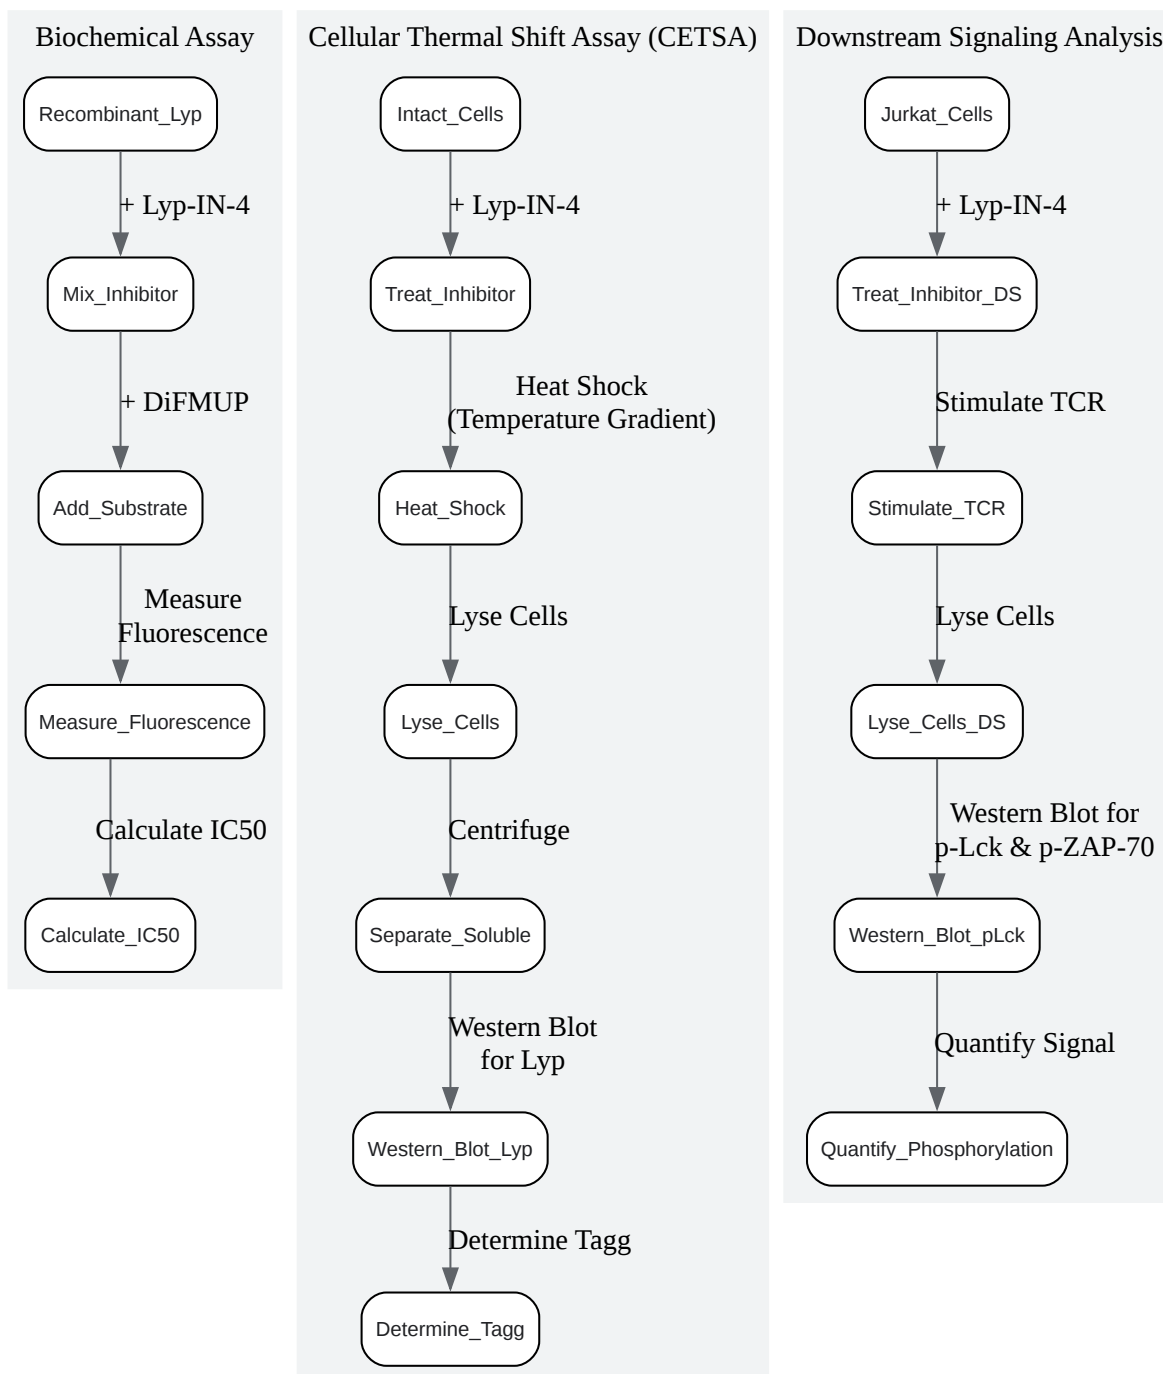 Biochemical Assay
Recombinant_Lyp
+ Lyp-IN-4
Mix_Inhibitor
+ DiFMUP
Add_Substrate
Measure
Fluorescence
Measure_Fluorescence
Calculate IC50
Calculate_IC50
Cellular Thermal Shift Assay (CETSA)
Intact_Cells
+ Lyp-IN-4
Treat_Inhibitor
Heat Shock
(Temperature Gradient)
Heat_Shock
Lyse Cells
Lyse_Cells
Centrifuge
Separate_Soluble
Western Blot
for Lyp
Western_Blot_Lyp
Determine Tagg
Determine_Tagg
Downstream Signaling Analysis
Jurkat_Cells
+ Lyp-IN-4
Treat_Inhibitor_DS
Stimulate TCR
Stimulate_TCR
Lyse Cells
Lyse_Cells_DS
Western Blot for
p-Lck & p-ZAP-70
Western_Blot_pLck
Quantify Signal
Quantify_Phosphorylation